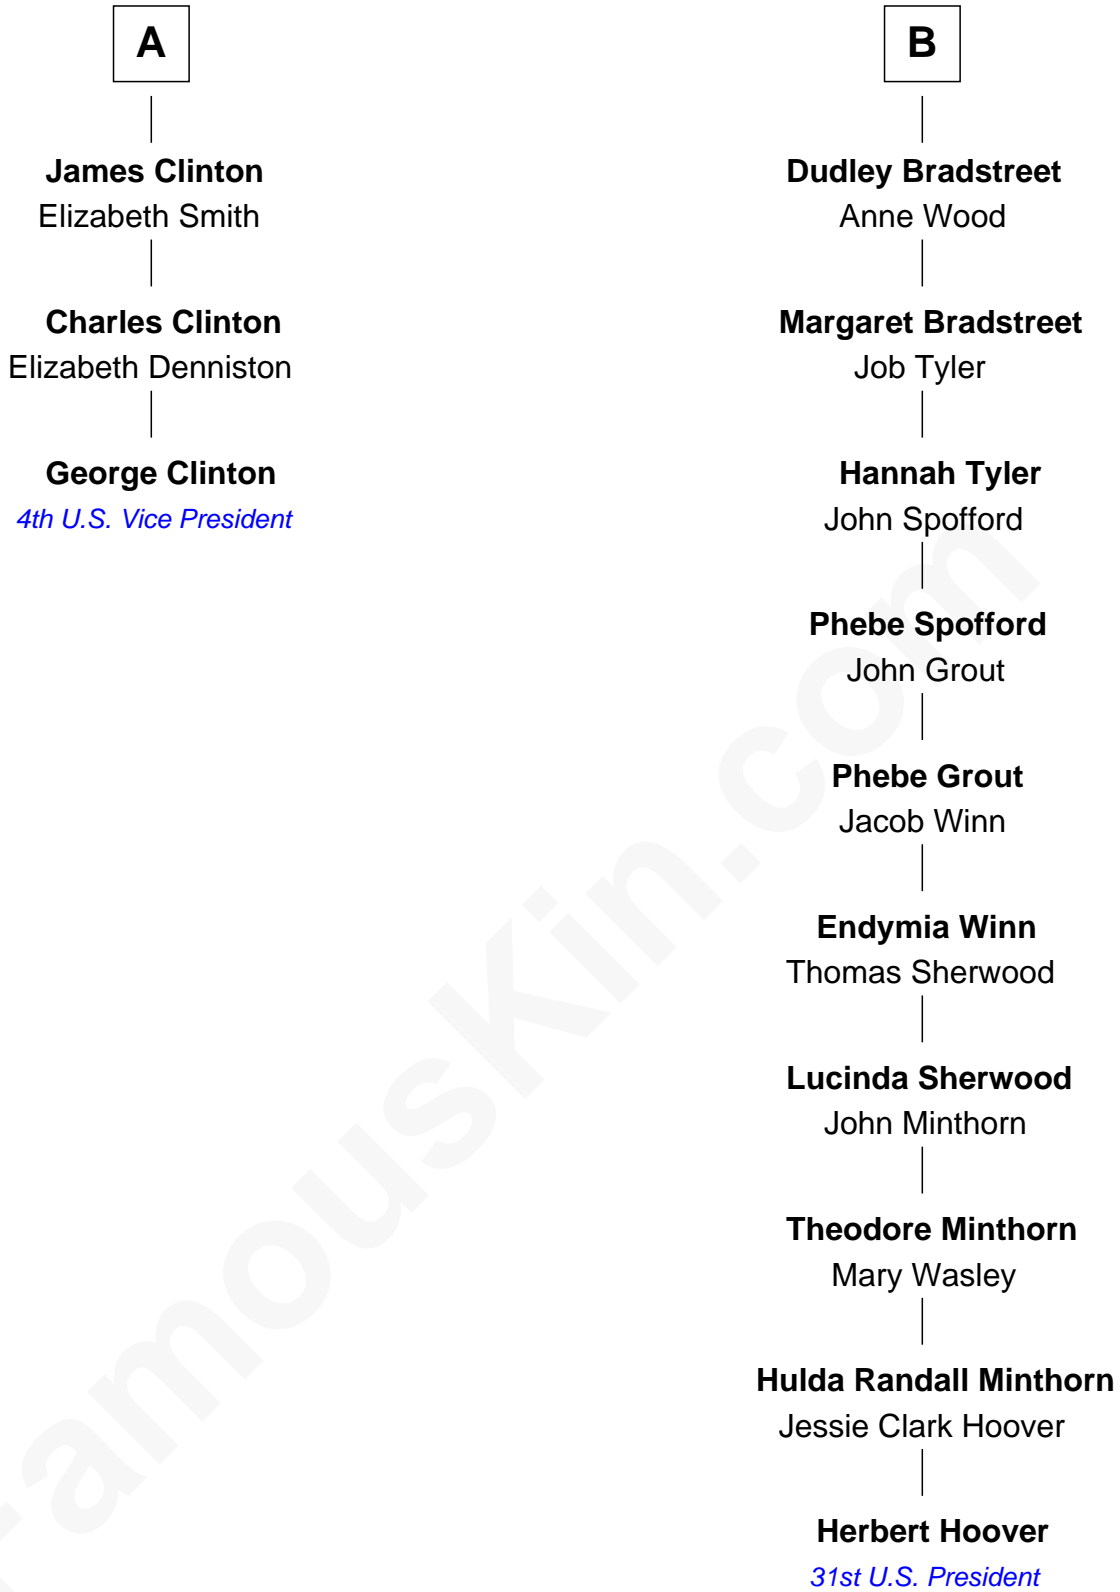 A
James Clinton
Elizabeth Smith
Charles Clinton
Elizabeth Denniston
George Clinton
4th U.S. Vice President
B
Dudley Bradstreet
Anne Wood
Margaret Bradstreet
Job Tyler
Hannah Tyler
John Spofford
Phebe Spofford
John Grout
Phebe Grout
Jacob Winn
Endymia Winn
Thomas Sherwood
Lucinda Sherwood
John Minthorn
Theodore Minthorn
Mary Wasley
Hulda Randall Minthorn
Jessie Clark Hoover
Herbert Hoover
31st U.S. President
FamousKin.com